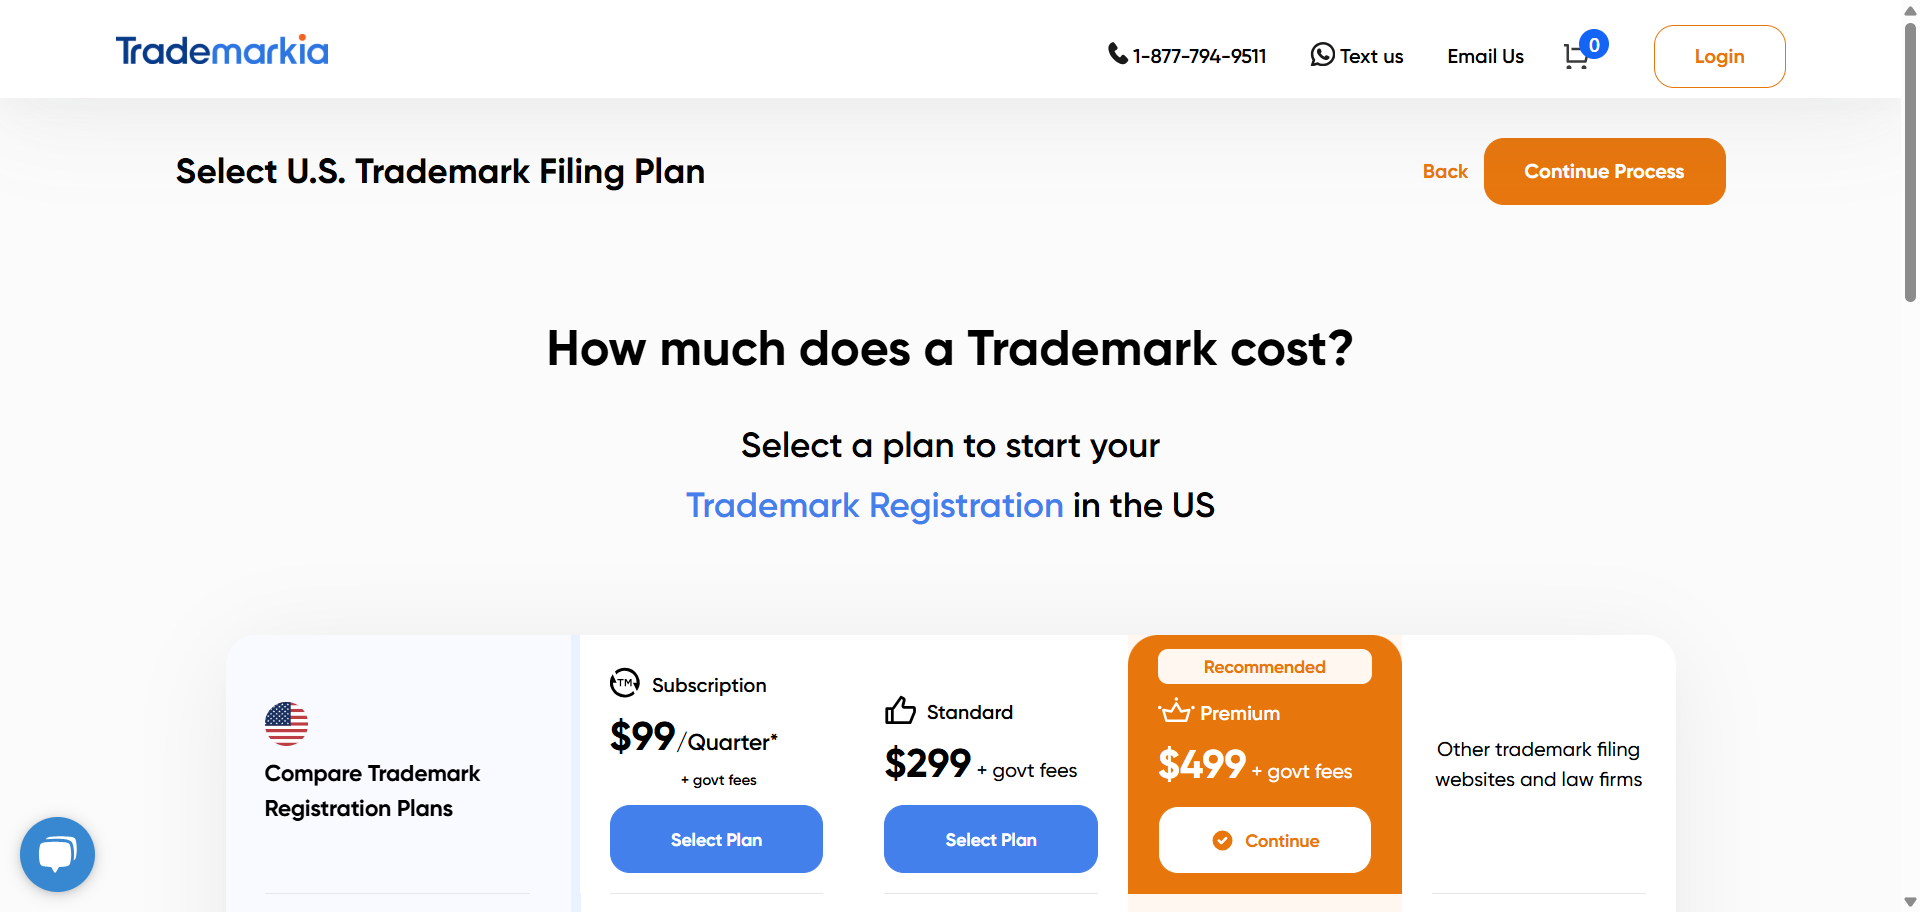 Trademarkia
1-877-794-9511
Text us
Email Us
0
Login
Select U.S. Trademark Filing Plan
Back
Continue Process
How much does a Trademark cost?
Select a plan to start your
Trademark Registration in the US
Compare Trademark
Registration Plans
TM
Subscription
$99/Quarter*
+ govt fees
Select Plan
Standard
$299 + govt fees
Select Plan
Recommended
Premium
$499 + govt fees
Continue
Other trademark filing
websites and law firms